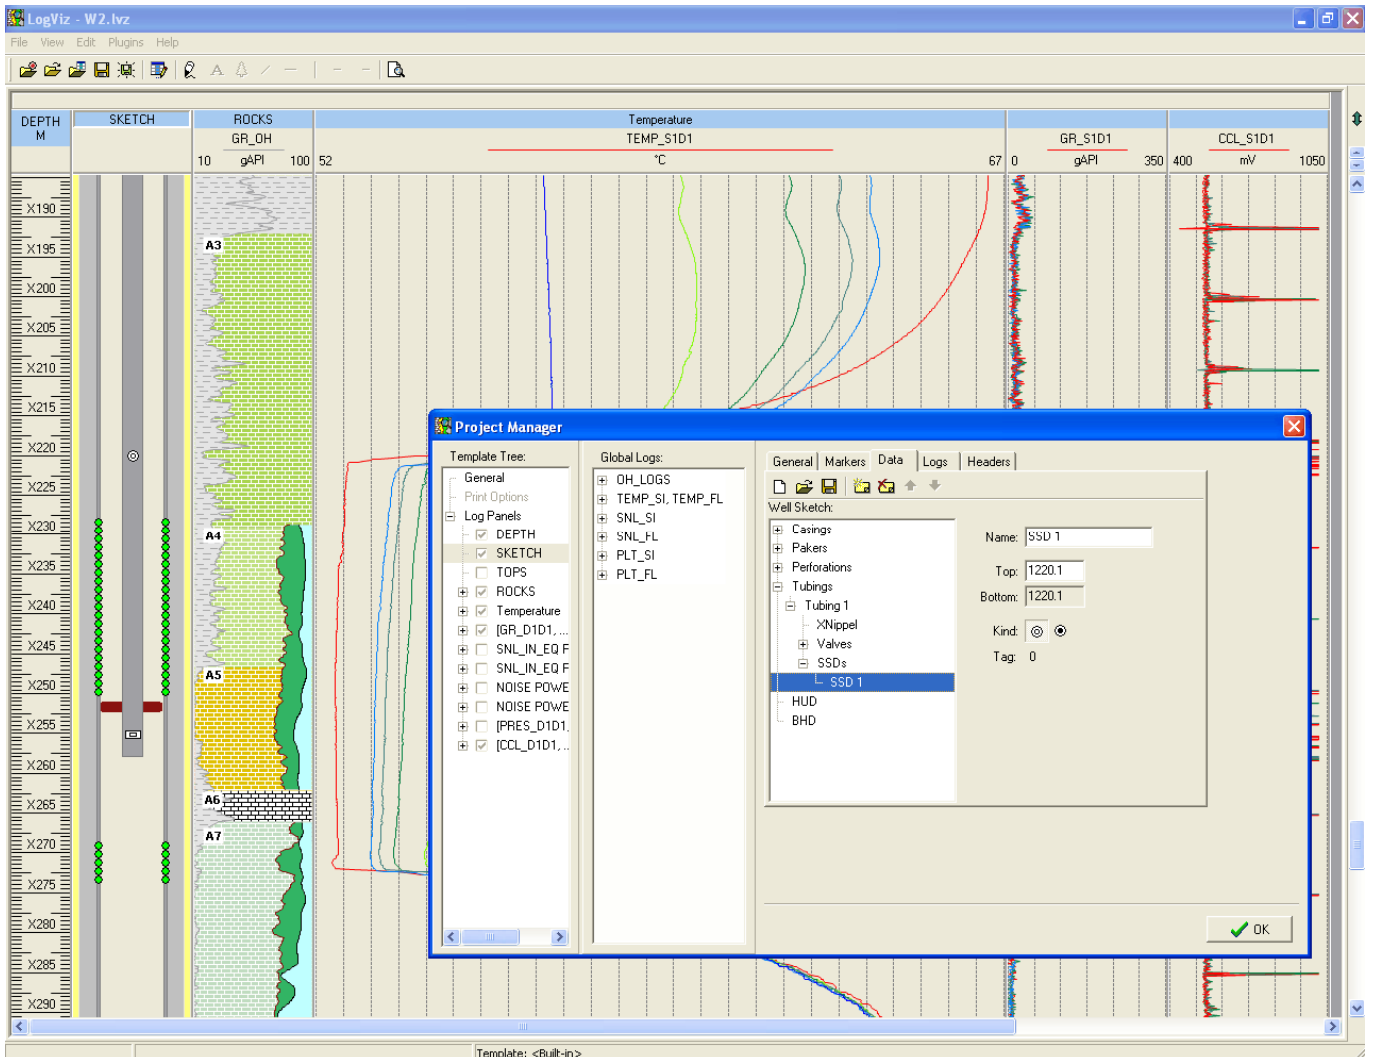 LogViz - W2.lvz
File View Edit Plugins Help
DEPTH
M
SKETCH
ROCKS
GR_OH
10 gAPI 100
Temperature
TEMP_S1D1
52 °C 67
GR_S1D1
0 gAPI 350
CCL_S1D1
400 mV 1050
X190
X195
X200
X205
X210
X215
X220
X225
X230
X235
X240
X245
X250
X255
X260
X265
X270
X275
X280
X285
X290
A3
A4
A5
A6
A7
Project Manager
Template Tree:
General
Print Options
Log Panels
DEPTH
SKETCH
TOPS
ROCKS
Temperature
[GR_D1D1, ...
SNL_IN_EQ F
SNL_IN_EQ F
NOISE POWE
NOISE POWE
[PRES_D1D1,
[CCL_D1D1, ...
Global Logs:
OH_LOGS
TEMP_SI, TEMP_FL
SNL_SI
SNL_FL
PLT_SI
PLT_FL
General Markers Data Logs Headers
Well Sketch:
Casings
Pakers
Perforations
Tubings
Tubing 1
XNippel
Valves
SSDs
SSD 1
HUD
BHD
Name: SSD 1
Top: 1220.1
Bottom: 1220.1
Kind:
Tag: 0
OK
Template: <Built-in>